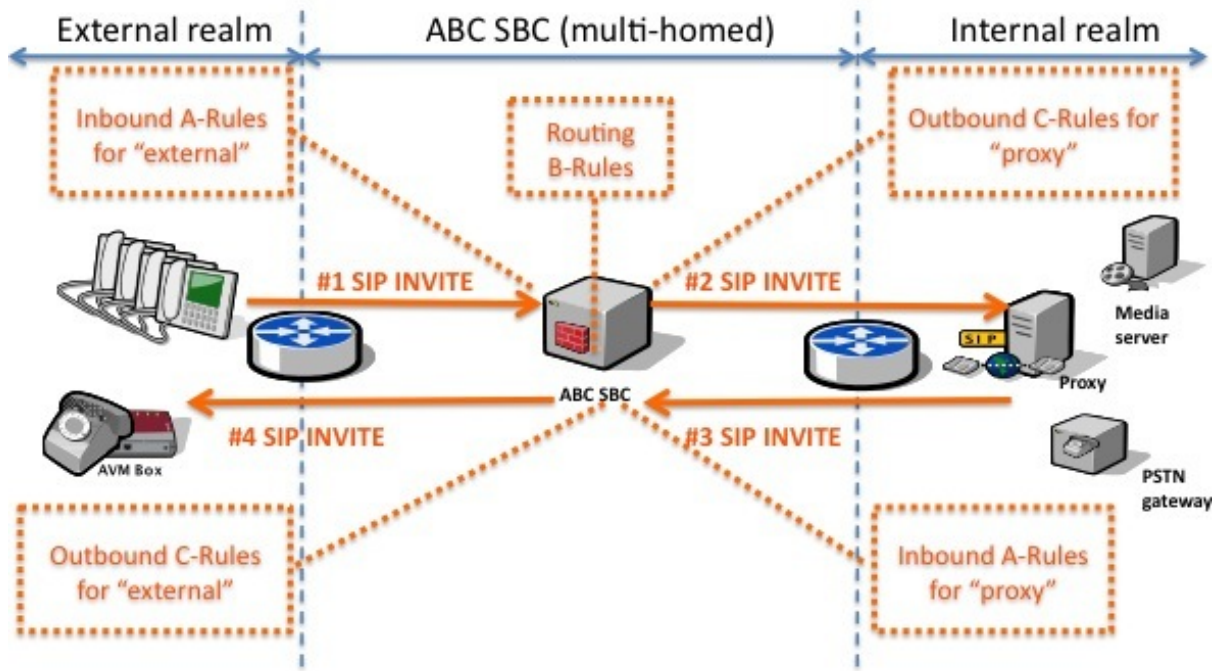 External realm
ABC SBC (multi-homed)
Internal realm
Inbound A-Rules
for “external”
Routing
B-Rules
Outbound C-Rules for
“proxy”
#1 SIP INVITE
#2 SIP INVITE
Media
server
SIP
Proxy
ABC SBC
#4 SIP INVITE
#3 SIP INVITE
AVM Box
PSTN
gateway
Outbound C-Rules
for “external”
Inbound A-Rules
for “proxy”